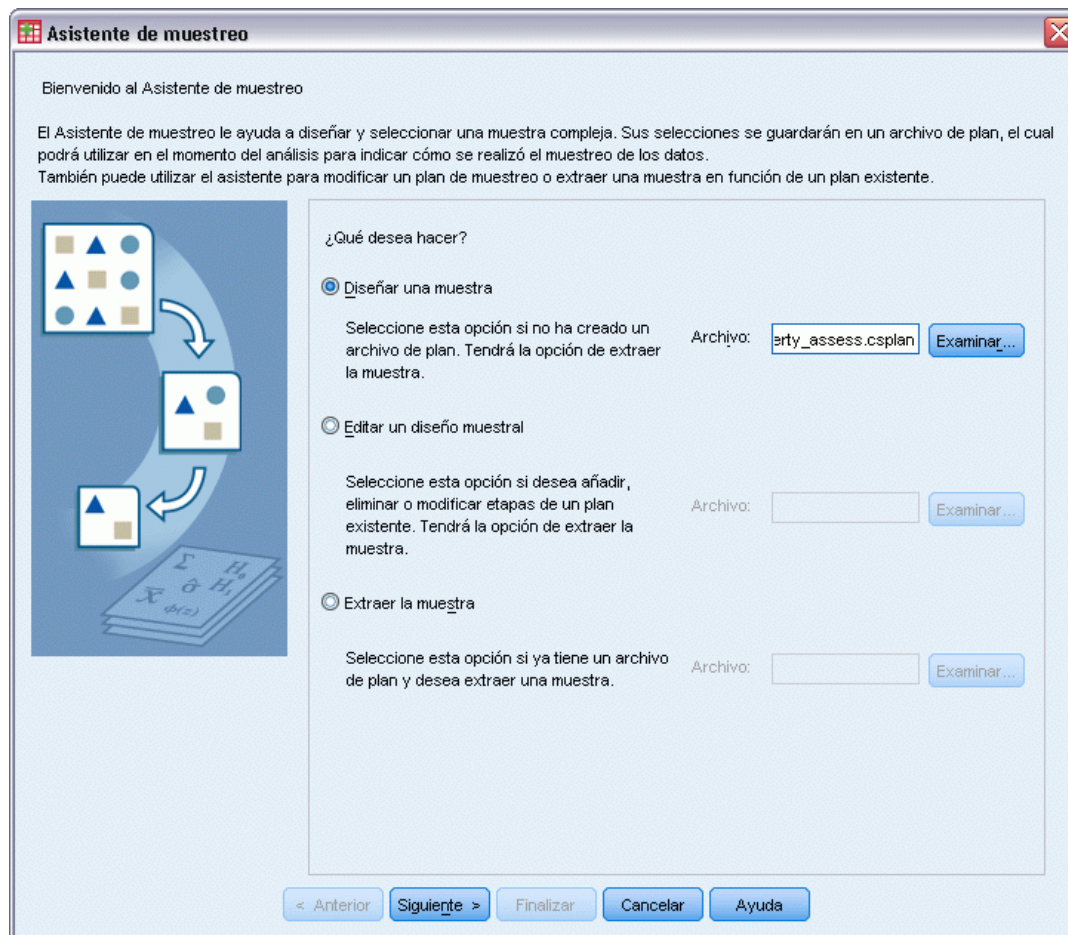 Asistente de muestreo
Bienvenido al Asistente de muestreo
El Asistente de muestreo le ayuda a diseñar y seleccionar una muestra compleja. Sus selecciones se guardarán en un archivo de plan, el cual
podrá utilizar en el momento del análisis para indicar cómo se realizó el muestreo de los datos.
También puede utilizar el asistente para modificar un plan de muestreo o extraer una muestra en función de un plan existente.
¿Qué desea hacer?
Diseñar una muestra
Seleccione esta opción si no ha creado un
archivo de plan. Tendrá la opción de extraer
la muestra.
Archivo:
erty_assess.csplan
Examinar...
Editar un diseño muestral
Seleccione esta opción si desea añadir,
eliminar o modificar etapas de un plan
existente. Tendrá la opción de extraer la
muestra.
Archivo:
Examinar...
Extraer la muestra
Seleccione esta opción si ya tiene un archivo
de plan y desea extraer una muestra.
Archivo:
Examinar...
Σ H₀
x̄ σ̂ H₁
ϕ(z)
< Anterior
Siguiente >
Finalizar
Cancelar
Ayuda